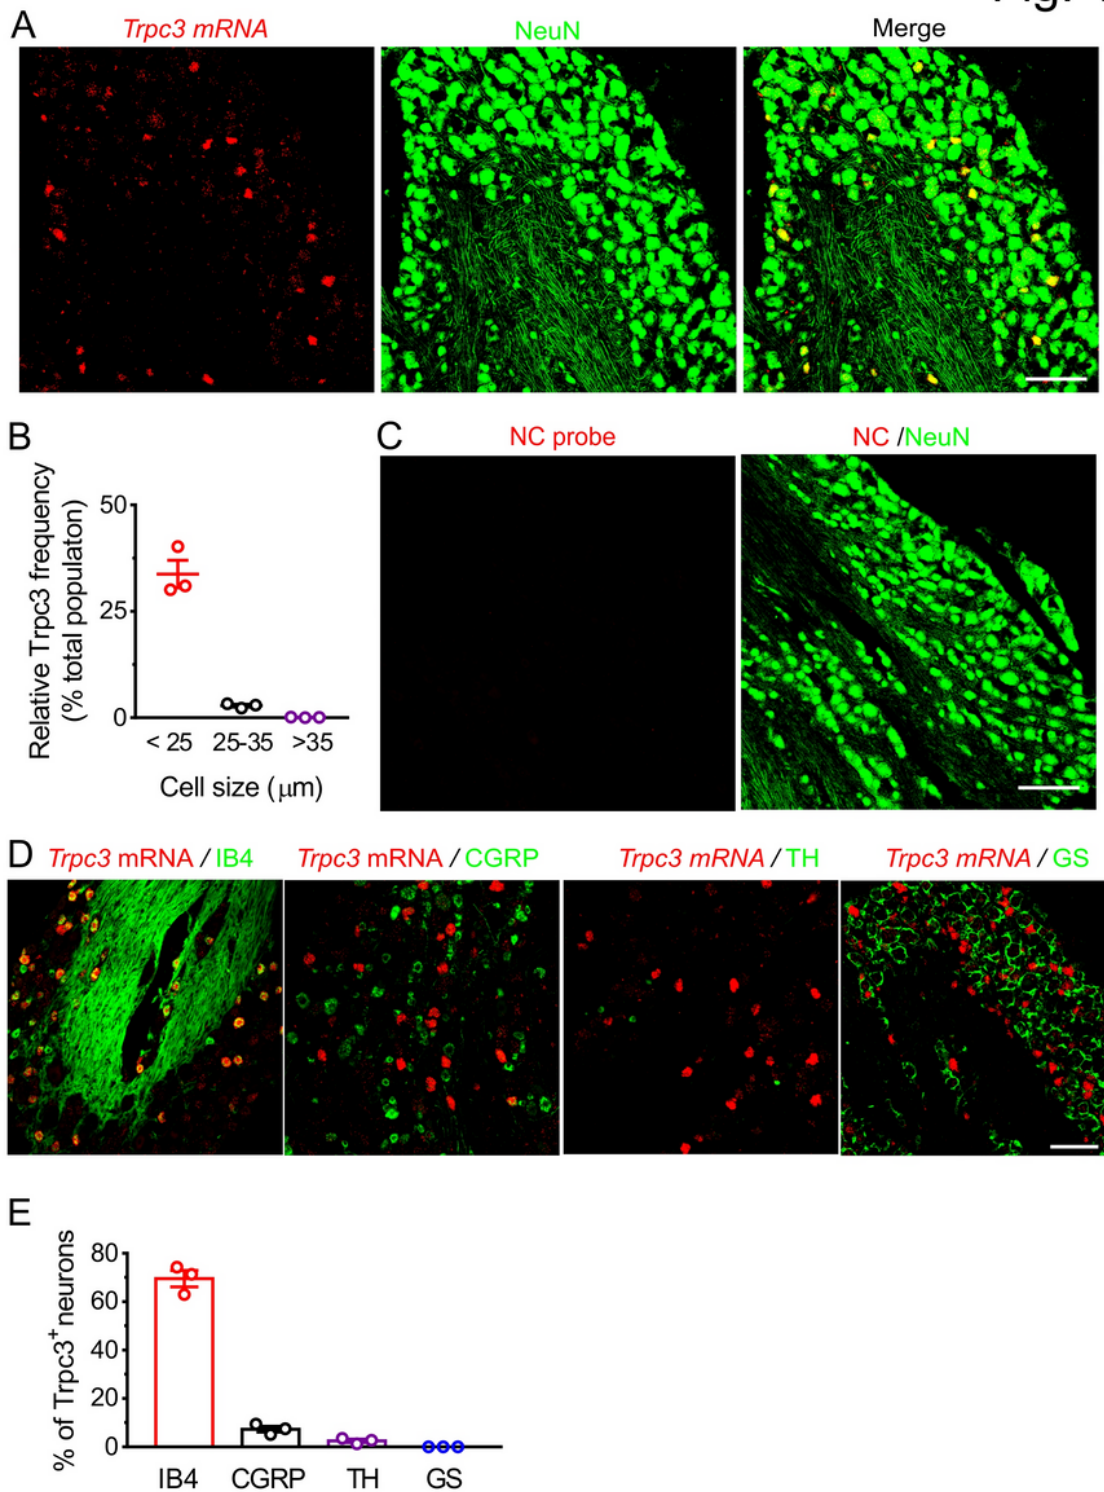 Fig.
A
Trpc3 mRNA
NeuN
Merge
B
Relative Trpc3 frequency
(% total populaton)
50
25
0
< 25
25-35
>35
Cell size (μm)
C
NC probe
NC /NeuN
D
Trpc3 mRNA / IB4
Trpc3 mRNA / CGRP
Trpc3 mRNA / TH
Trpc3 mRNA / GS
E
% of Trpc3+ neurons
80
60
40
20
0
IB4
CGRP
TH
GS